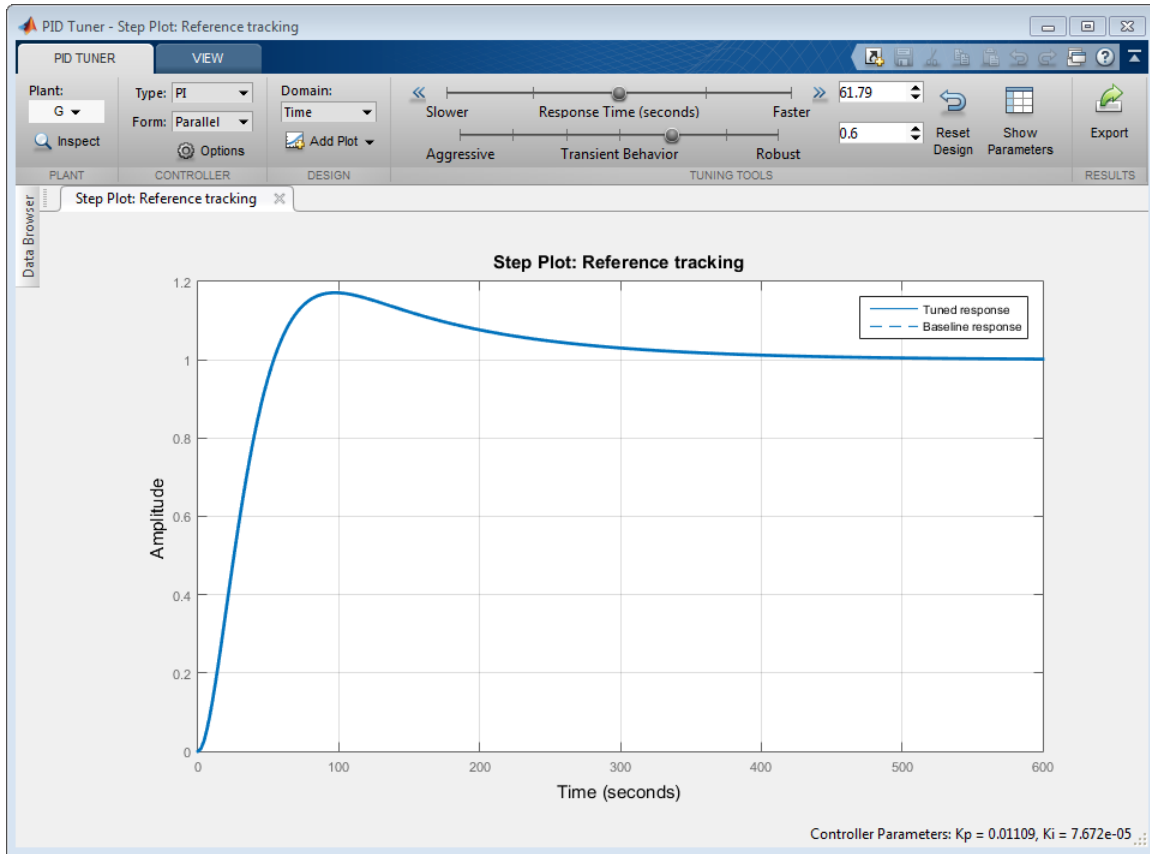 PID Tuner - Step Plot: Reference tracking
PID TUNER VIEW
Plant: Type: PI Domain: Slower Response Time (seconds) Faster 61.79
G Form: Parallel Time Aggressive Transient Behavior Robust 0.6 Reset Design Show Parameters Export
Inspect Options Add Plot
PLANT CONTROLLER DESIGN TUNING TOOLS RESULTS
Data Browser
Step Plot: Reference tracking
Step Plot: Reference tracking
Tuned response
Baseline response
Amplitude
1.2
1
0.8
0.6
0.4
0.2
0
0 100 200 300 400 500 600
Time (seconds)
Controller Parameters: Kp = 0.01109, Ki = 7.672e-05